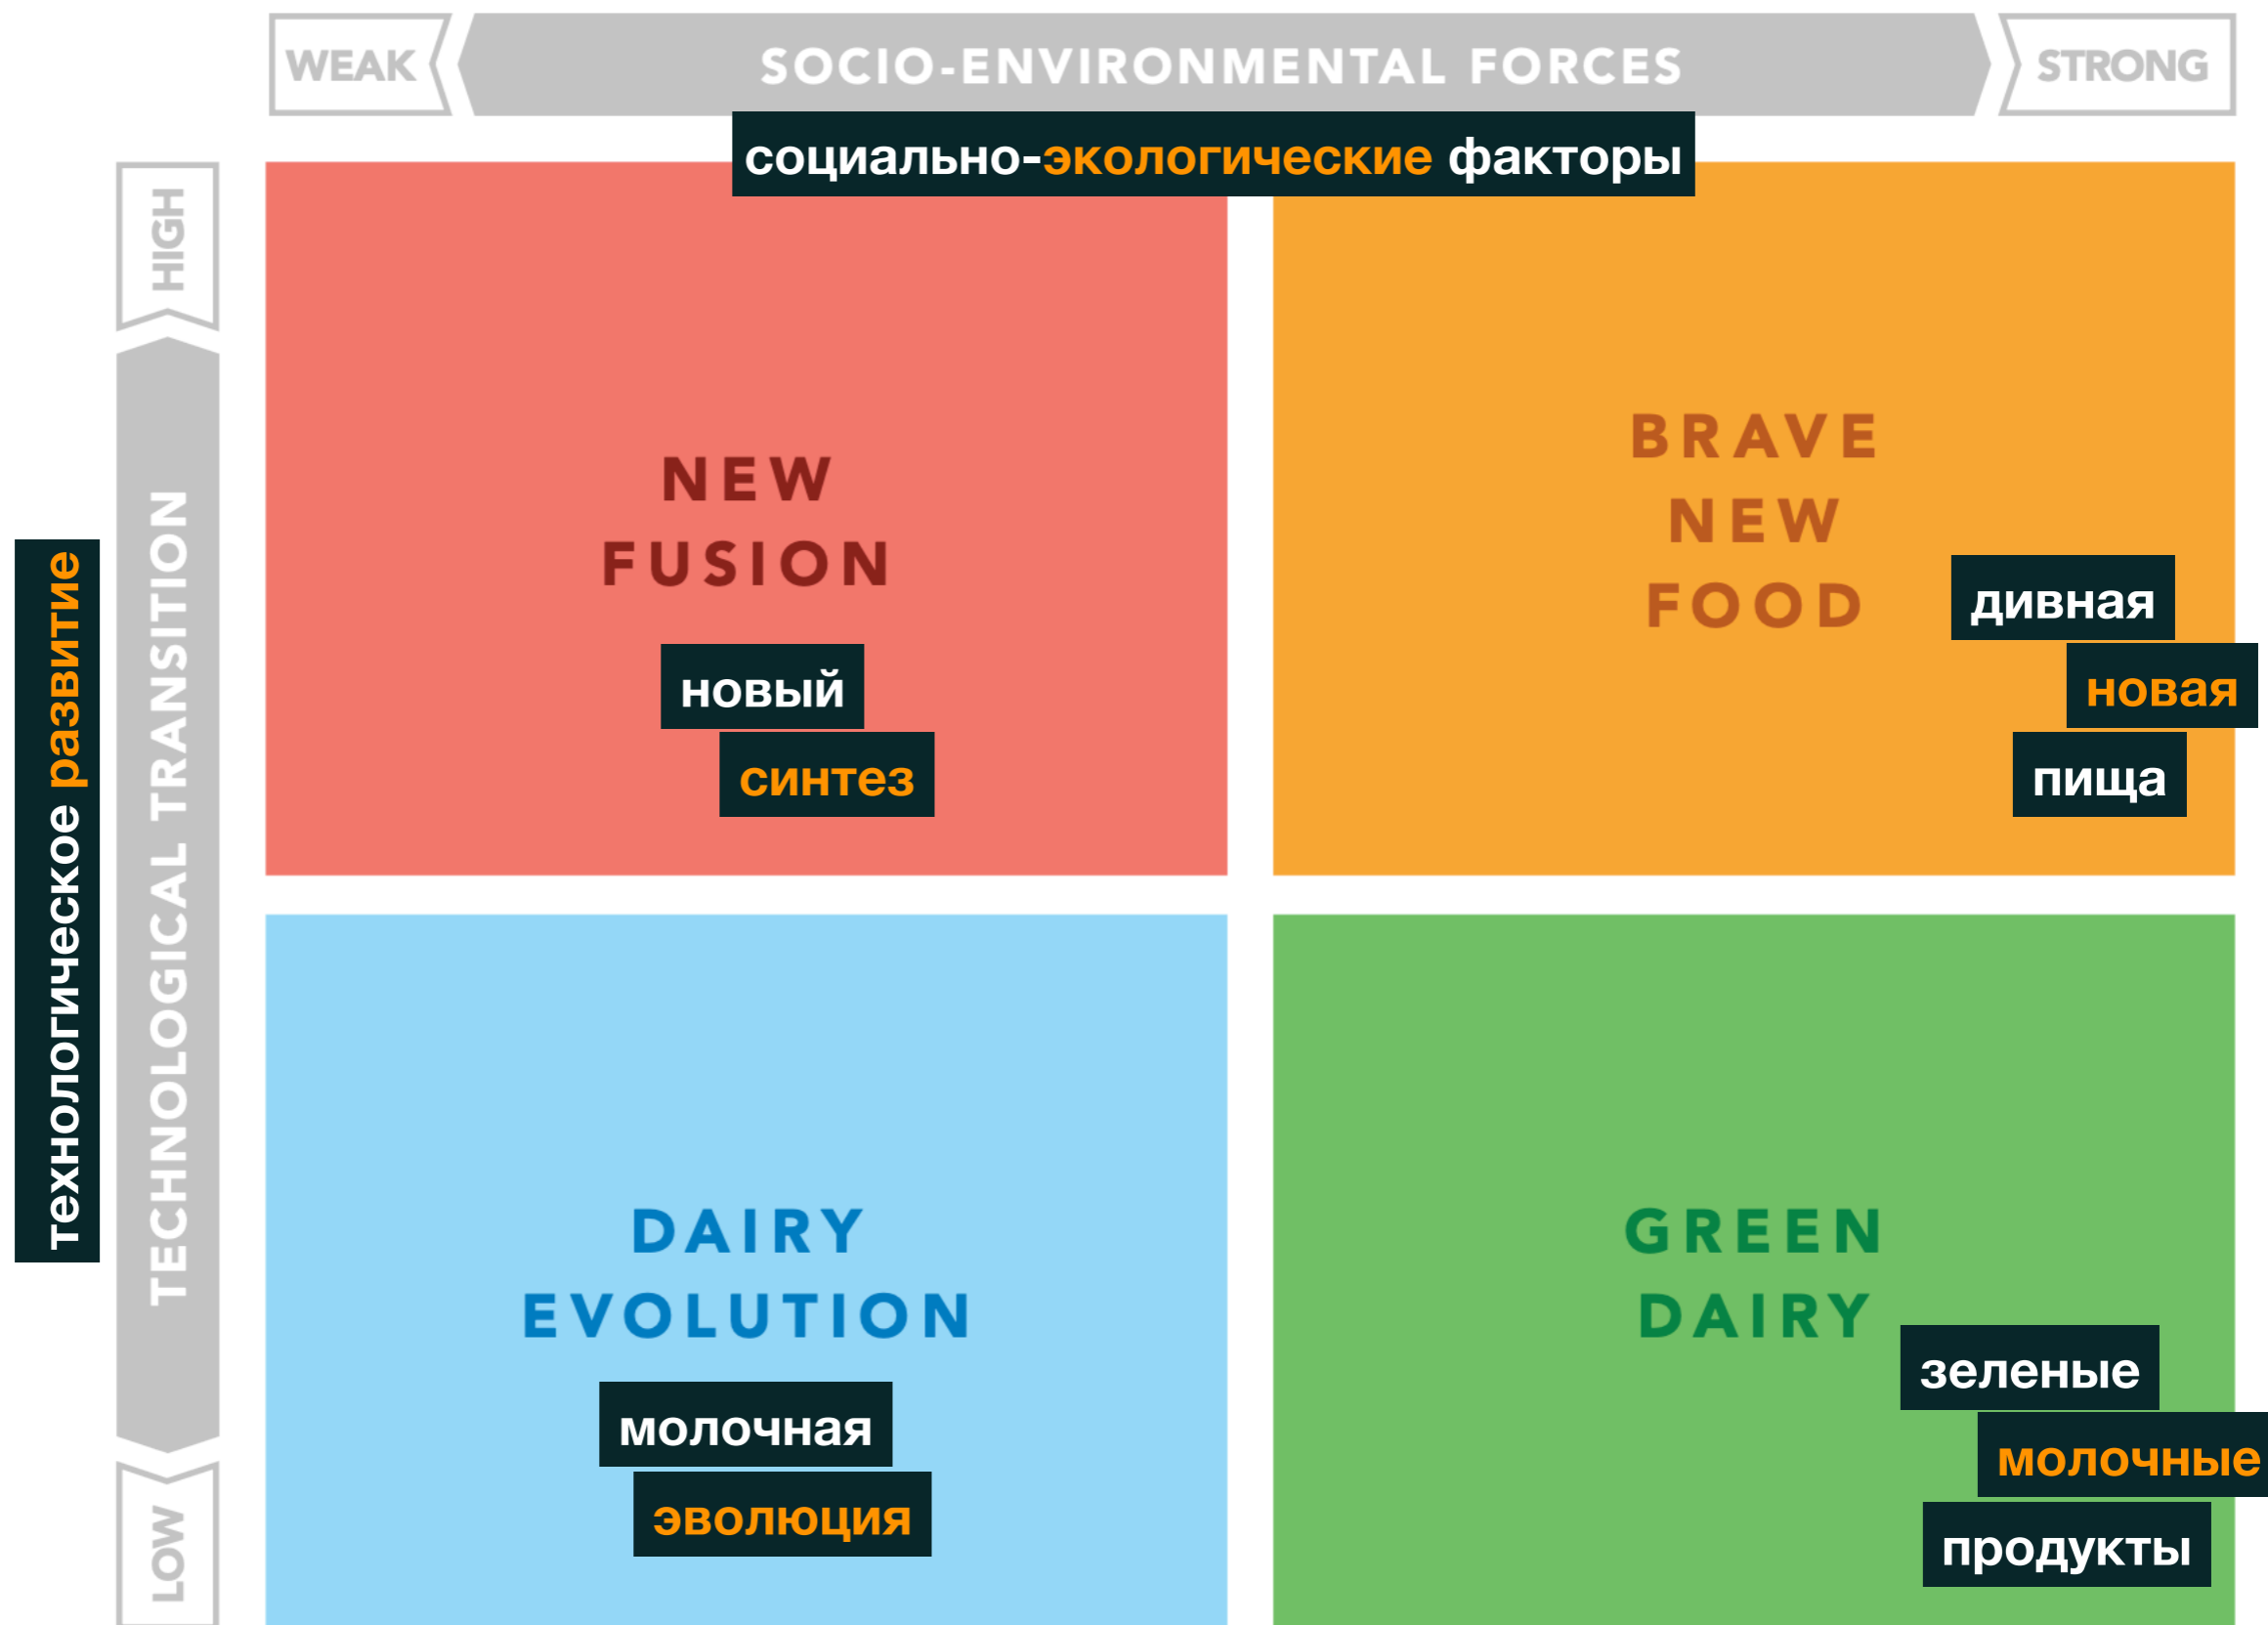 WEAK
SOCIO-ENVIRONMENTAL FORCES
STRONG
социально-экологические факторы
HIGH
TECHNOLOGICAL TRANSITION
LOW
технологическое развитие
NEW
FUSION
новый
синтез
BRAVE
NEW
FOOD
дивная
новая
пища
DAIRY
EVOLUTION
молочная
эволюция
GREEN
DAIRY
зеленые
молочные
продукты